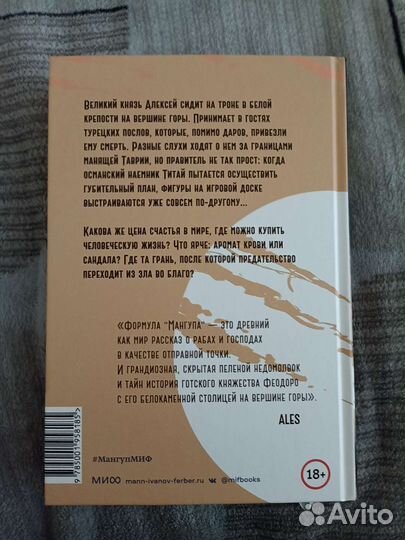 Великий князь Алексей сидит на троне в белой
крепости на вершине горы. Принимает в гостях
турецких послов, которые, помимо даров, привезли
ему смерть. Разные слухи ходят о нем за границами
манящей Таврии, но правитель не так прост: когда
османский наемник Титай пытается осуществить
губительный план, фигуры на игровой доске
выстраиваются уже совсем по-другому...
Какова же цена счастья в мире, где можно купить
человеческую жизнь? Что ярче: аромат крови или
сандала? Где та грань, после которой предательство
переходит из зла во благо?
«Формула "Мангупа" — это древний
как мир рассказ о рабах и господах
в качестве отправной точки.
И грандиозная, скрытая пеленой недомолвок
и тайн история готского княжества Феодоро
с его белокаменной столицей на вершине горы».
ALES
9785001958185>
#МангупМИФ
МИФ mann-ivanov-ferber.ru @mifbooks
18+
Avito